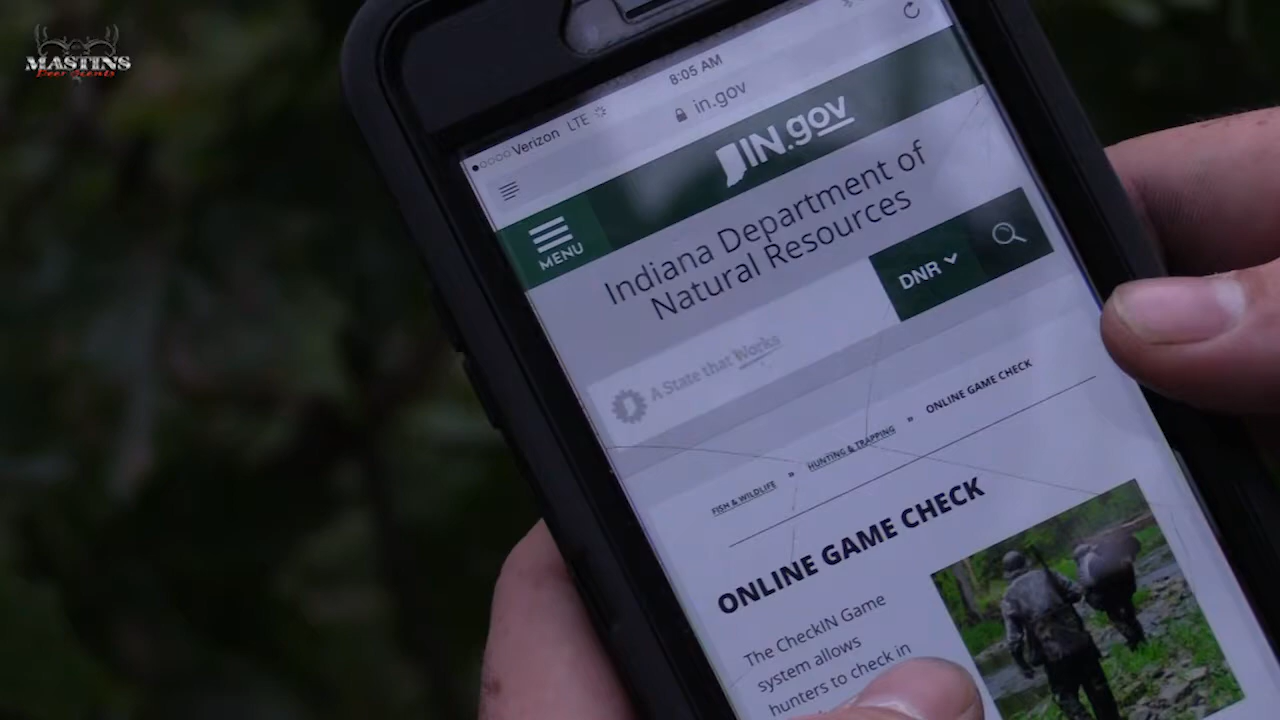 MASTINS
Deer Scents
8:05 AM
Verizon LTE
in.gov
IN.gov
MENU
Indiana Department of
Natural Resources
DNR
A State that Works
FISH & WILDLIFE » HUNTING & TRAPPING » ONLINE GAME CHECK
ONLINE GAME CHECK
The CheckIN Game
system allows
hunters to check in